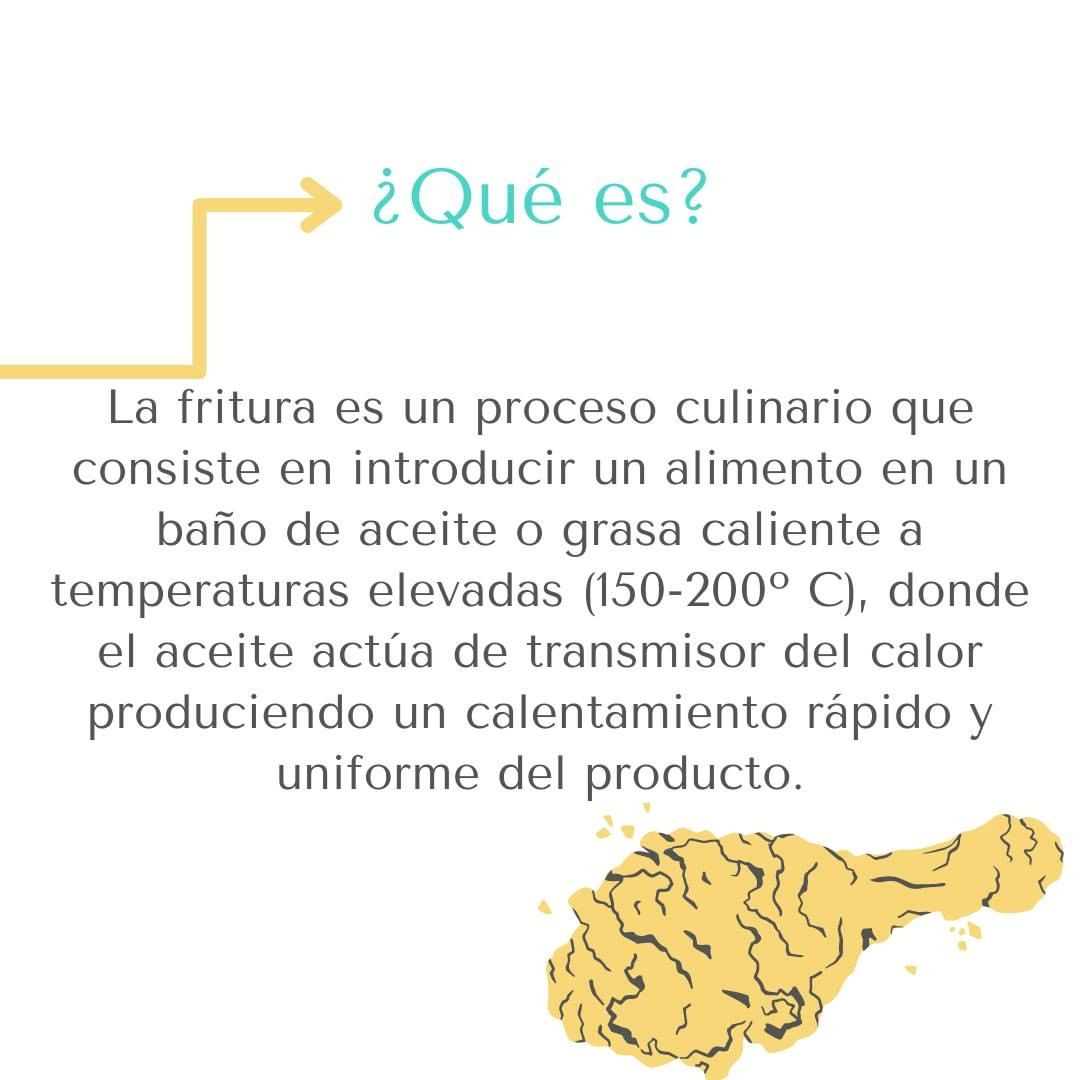 ¿Qué es?
La fritura es un proceso culinario que
consiste en introducir un alimento en un
baño de aceite o grasa caliente a
temperaturas elevadas (150-200º C), donde
el aceite actúa de transmisor del calor
produciendo un calentamiento rápido y
uniforme del producto.